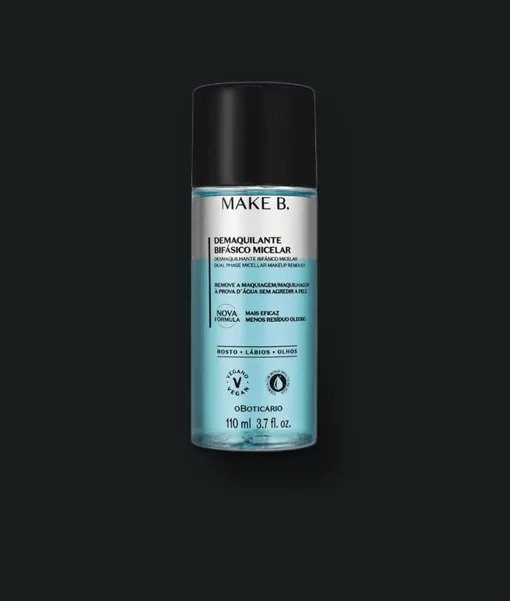 MAKE B.
DEMAQUILANTE
BIFÁSICO MICELAR
DESMAQUILHANTE BIFÁSICO MICELAR
DUAL PHASE MICELLAR MAKEUP REMOVER
REMOVE A MAQUIAGEM/MAQUILHAGEM
À PROVA D'ÁGUA SEM AGREDIR A PELE
NOVA
FÓRMULA
MAIS EFICAZ
MENOS RESÍDUO OLEOSO
ROSTO • LÁBIOS • OLHOS
VEGANO
V
VEGAN
oBOTICÁRIO
110 ml 3.7 fl. oz.